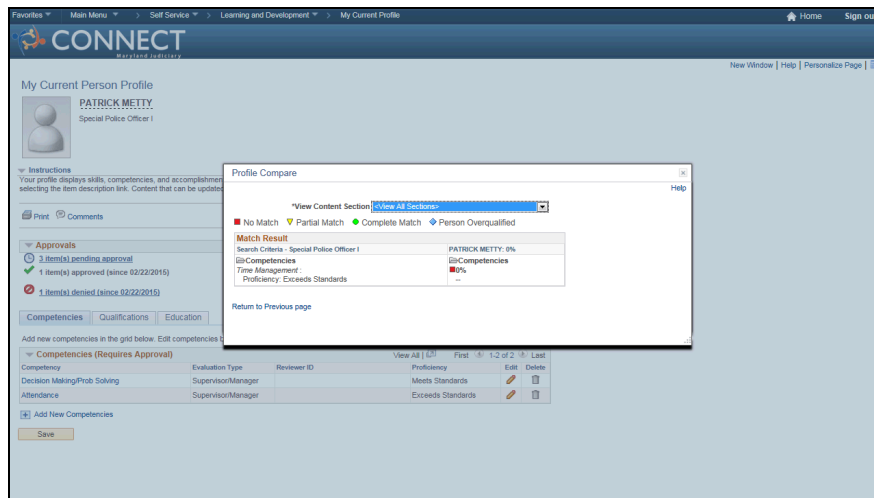 Favorites Main Menu > Self Service > Learning and Development > My Current Profile
Home Sign ou
CONNECT
Maryland Judiciary
New Window | Help | Personalize Page |
My Current Person Profile
PATRICK METTY
Special Police Officer I
Instructions
Your profile displays skills, competencies, and accomplishmen
selecting the item description link. Content that can be updated
Print Comments
Approvals
3 item(s) pending approval
1 item(s) approved (since 02/22/2015)
1 item(s) denied (since 02/22/2015)
Competencies Qualifications Education
Add new competencies in the grid below. Edit competencies b
Profile Compare
Help
*View Content Section <View All Sections>
No Match Partial Match Complete Match Person Overqualified
Match Result
Search Criteria - Special Police Officer I PATRICK METTY: 0%
Competencies Competencies
Time Management : 0%
Proficiency: Exceeds Standards --
Return to Previous page
Competencies (Requires Approval) View All | First 1-2 of 2 Last
Competency Evaluation Type Reviewer ID Proficiency Edit Delete
Decision Making/Prob Solving Supervisor/Manager Meets Standards
Attendance Supervisor/Manager Exceeds Standards
Add New Competencies
Save